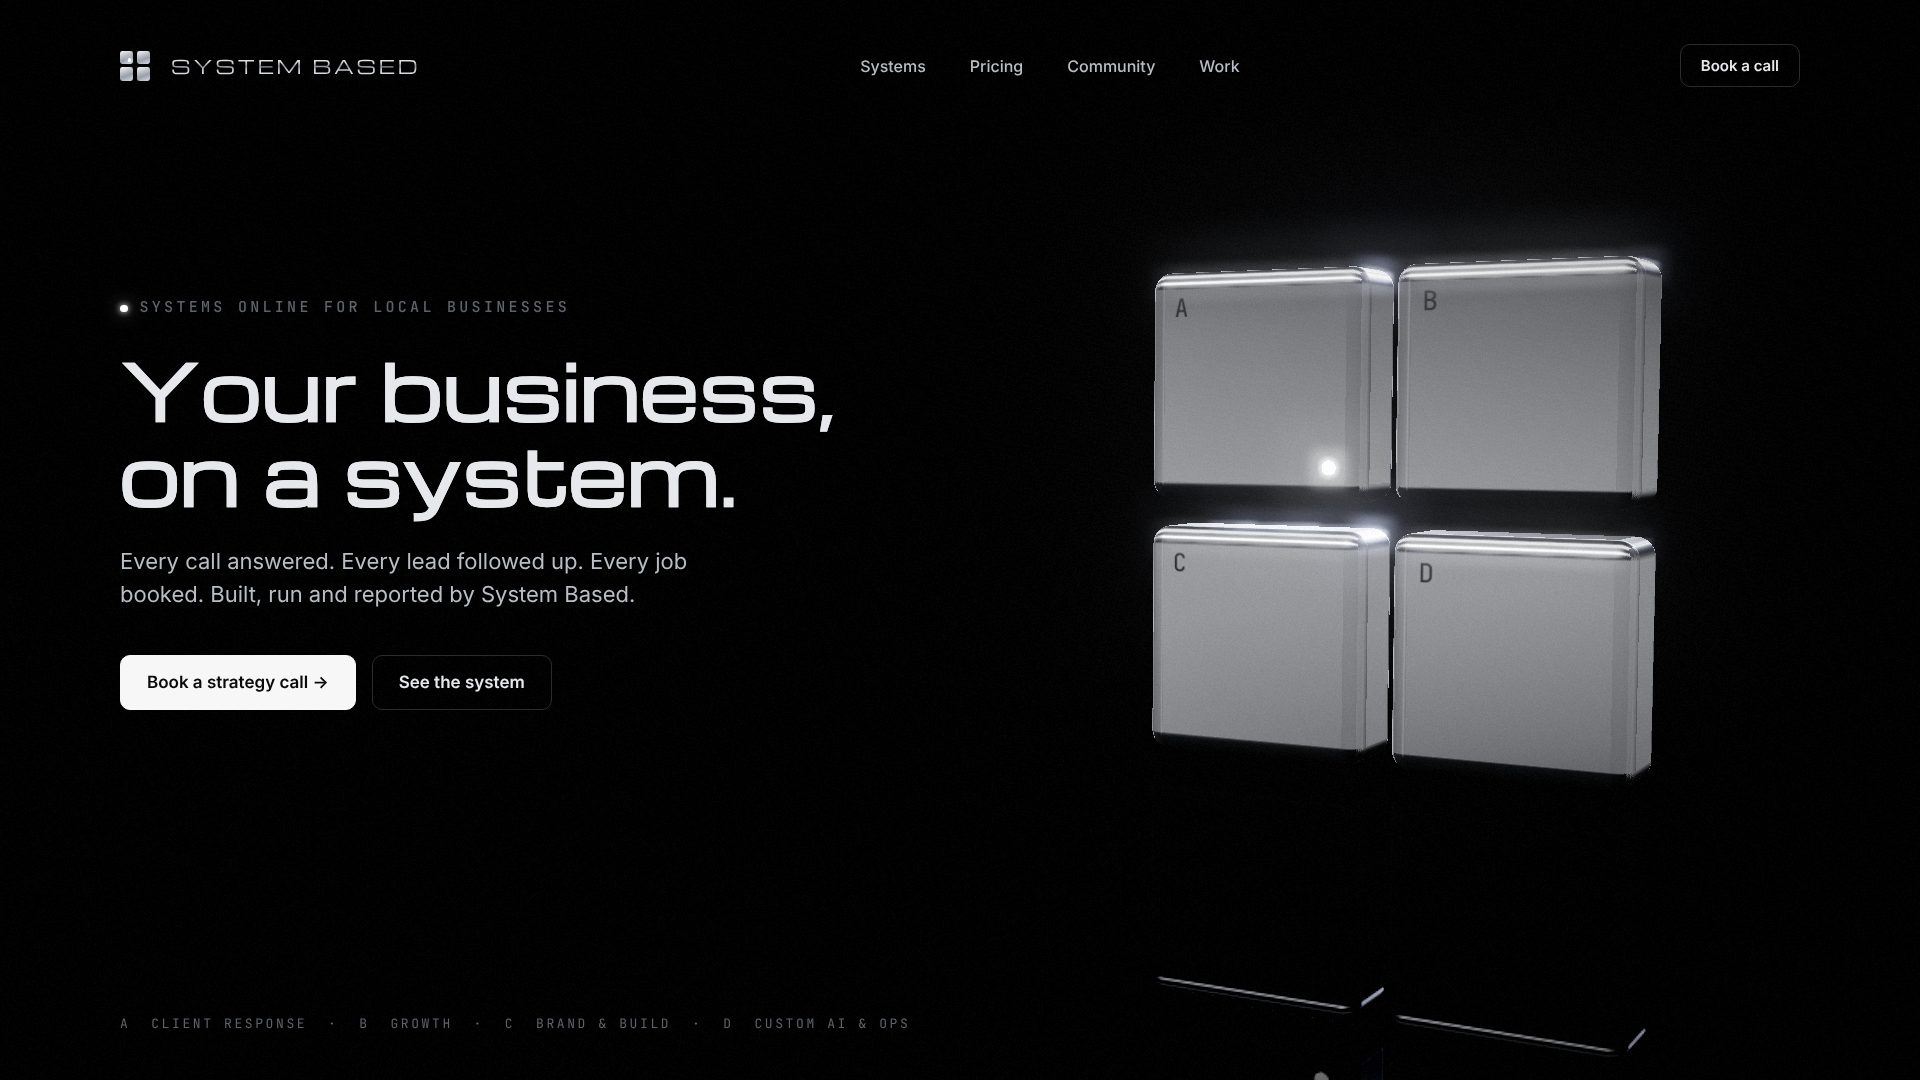 SYSTEM BASED
Systems
Pricing
Community
Work
Book a call
SYSTEMS ONLINE FOR LOCAL BUSINESSES
Your business,
on a system.
Every call answered. Every lead followed up. Every job
booked. Built, run and reported by System Based.
Book a strategy call →
See the system
A
B
C
D
A CLIENT RESPONSE · B GROWTH · C BRAND & BUILD · D CUSTOM AI & OPS